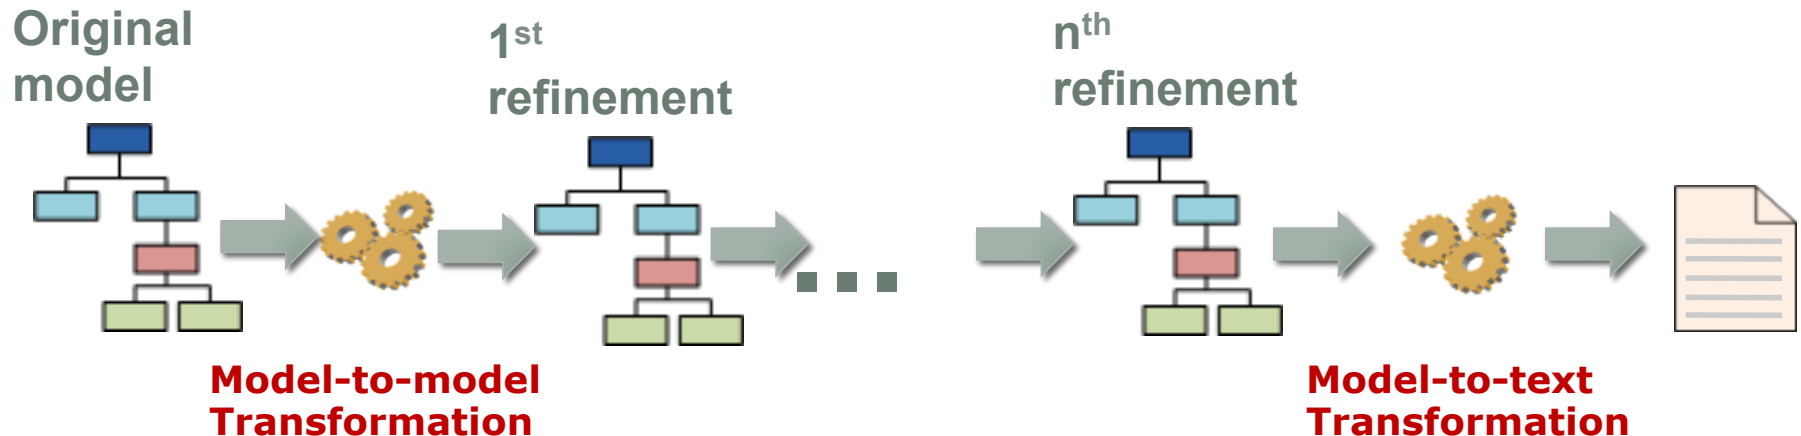 Original
model
1st
refinement
nth
refinement
Model-to-model
Transformation
Model-to-text
Transformation